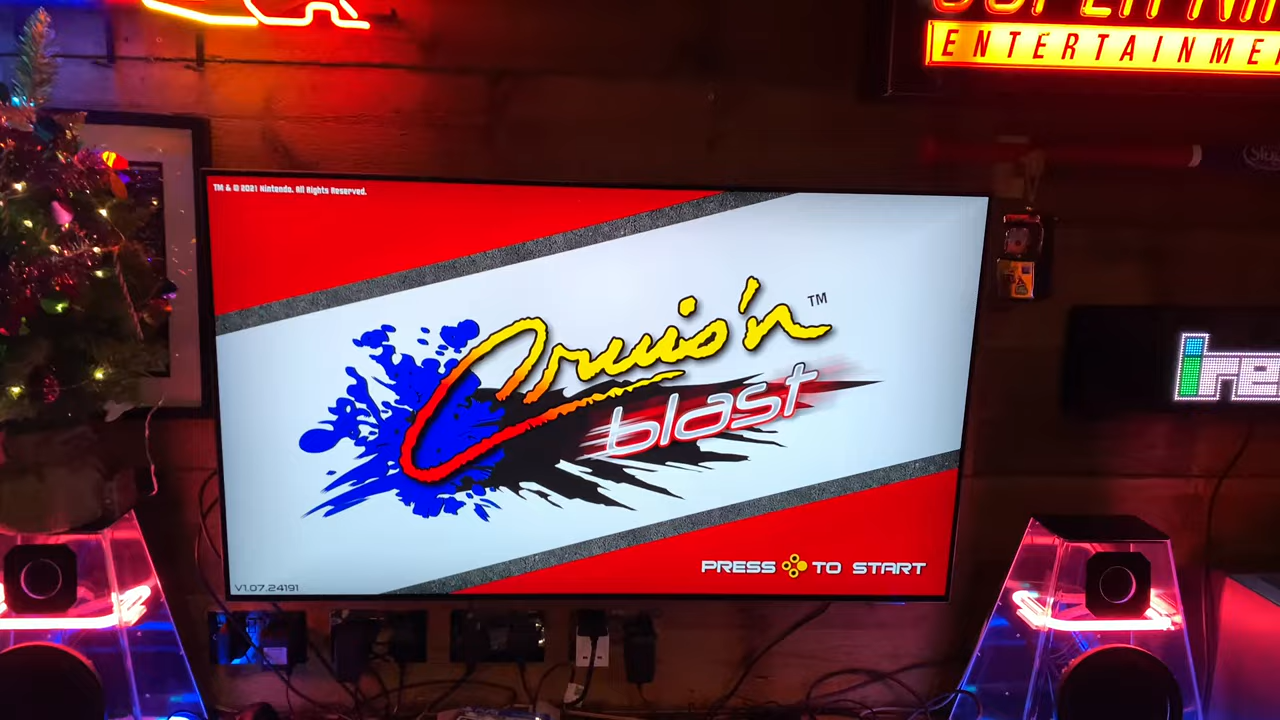 ENTERTAINME
TM & © 2021 Nintendo. All Rights Reserved.
Cruis'n TM
blast
PRESS TO START
V1.07.24191